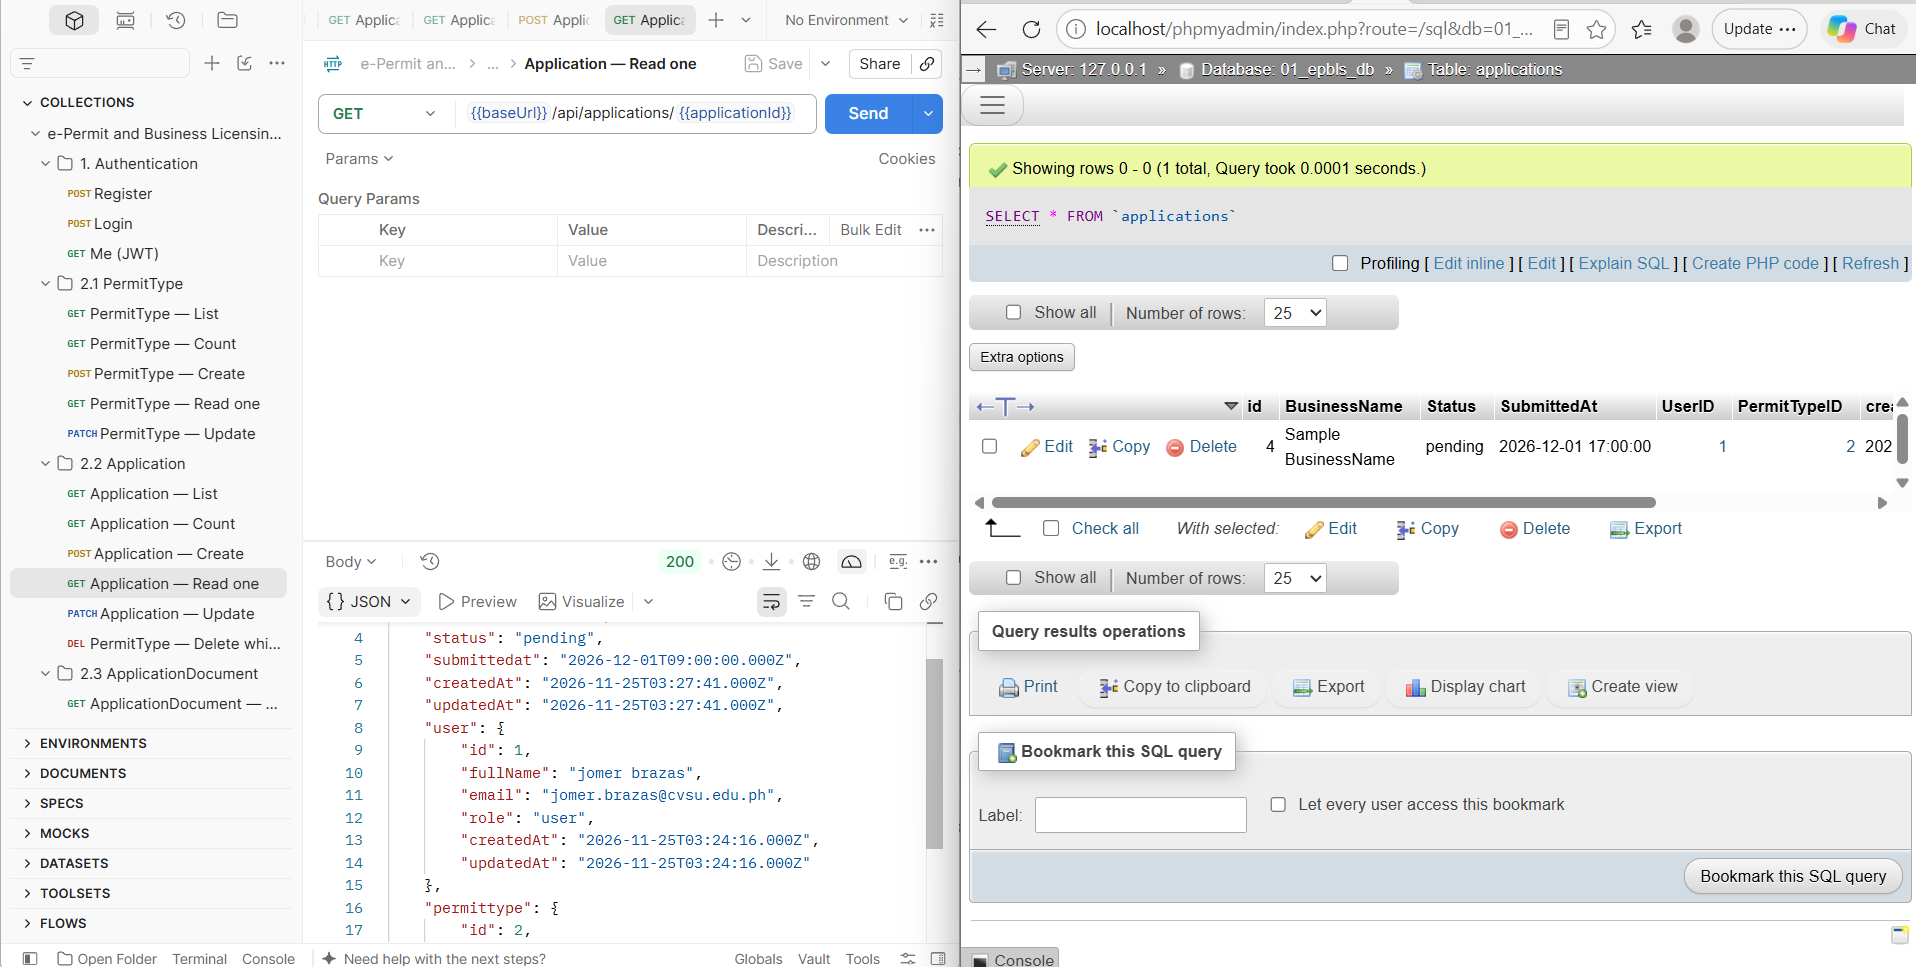 GET Applica
GET Applica
POST Applic
GET Applica
No Environment
e-Permit an... > ... > Application — Read one
Save
Share
GET
{{baseUrl}} /api/applications/ {{applicationId}}
Send
Params
Cookies
Query Params
Key Value Descri... Bulk Edit
Key Value Description
COLLECTIONS
e-Permit and Business Licensin...
1. Authentication
POST Register
POST Login
GET Me (JWT)
2.1 PermitType
GET PermitType — List
GET PermitType — Count
POST PermitType — Create
GET PermitType — Read one
PATCH PermitType — Update
2.2 Application
GET Application — List
GET Application — Count
POST Application — Create
GET Application — Read one
PATCH Application — Update
DEL PermitType — Delete whi...
2.3 ApplicationDocument
GET ApplicationDocument — ...
ENVIRONMENTS
DOCUMENTS
SPECS
MOCKS
DATASETS
TOOLSETS
FLOWS
Body
200
e.g.
{} JSON
Preview
Visualize
4 "status": "pending",
5 "submittedat": "2026-12-01T09:00:00.000Z",
6 "createdAt": "2026-11-25T03:27:41.000Z",
7 "updatedAt": "2026-11-25T03:27:41.000Z",
8 "user": {
9 "id": 1,
10 "fullName": "jomer brazas",
11 "email": "jomer.brazas@cvsu.edu.ph",
12 "role": "user",
13 "createdAt": "2026-11-25T03:24:16.000Z",
14 "updatedAt": "2026-11-25T03:24:16.000Z"
15 },
16 "permittype": {
17 "id": 2,
Open Folder
Terminal
Console
Need help with the next steps?
Globals
Vault
Tools
localhost/phpmyadmin/index.php?route=/sql&db=01_...
Update
Chat
Server: 127.0.0.1 » Database: 01_epbls_db » Table: applications
Showing rows 0 - 0 (1 total, Query took 0.0001 seconds.)
SELECT * FROM `applications`
Profiling [ Edit inline ] [ Edit ] [ Explain SQL ] [ Create PHP code ] [ Refresh ]
Show all | Number of rows: 25
Extra options
id BusinessName Status SubmittedAt UserID PermitTypeID crea
Edit Copy Delete 4 Sample BusinessName pending 2026-12-01 17:00:00 1 2 202
Check all With selected: Edit Copy Delete Export
Show all | Number of rows: 25
Query results operations
Print
Copy to clipboard
Export
Display chart
Create view
Bookmark this SQL query
Label:
Let every user access this bookmark
Bookmark this SQL query
Console